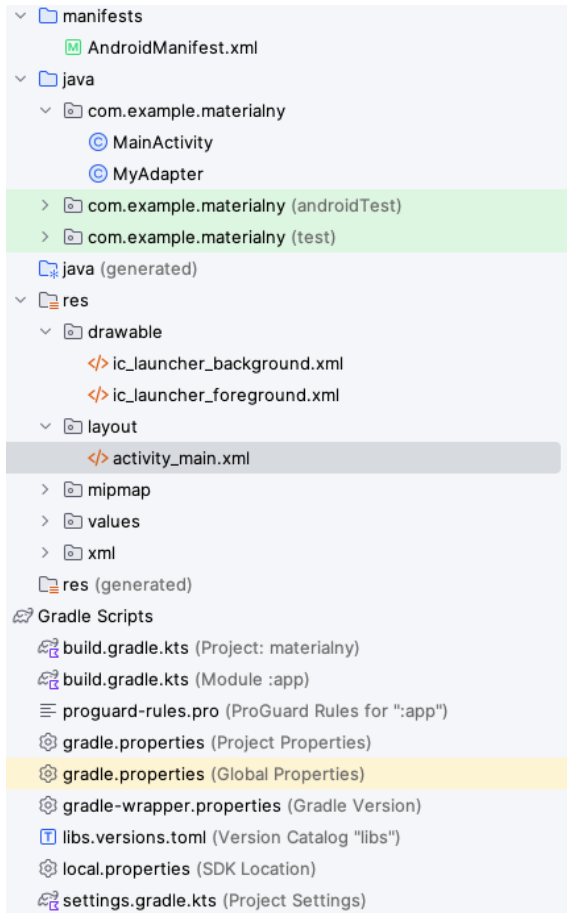 manifests
AndroidManifest.xml
java
com.example.materialny
MainActivity
MyAdapter
com.example.materialny (androidTest)
com.example.materialny (test)
java (generated)
res
drawable
ic_launcher_background.xml
ic_launcher_foreground.xml
layout
activity_main.xml
mipmap
values
xml
res (generated)
Gradle Scripts
build.gradle.kts (Project: materialny)
build.gradle.kts (Module :app)
proguard-rules.pro (ProGuard Rules for ":app")
gradle.properties (Project Properties)
gradle.properties (Global Properties)
gradle-wrapper.properties (Gradle Version)
libs.versions.toml (Version Catalog "libs")
local.properties (SDK Location)
settings.gradle.kts (Project Settings)